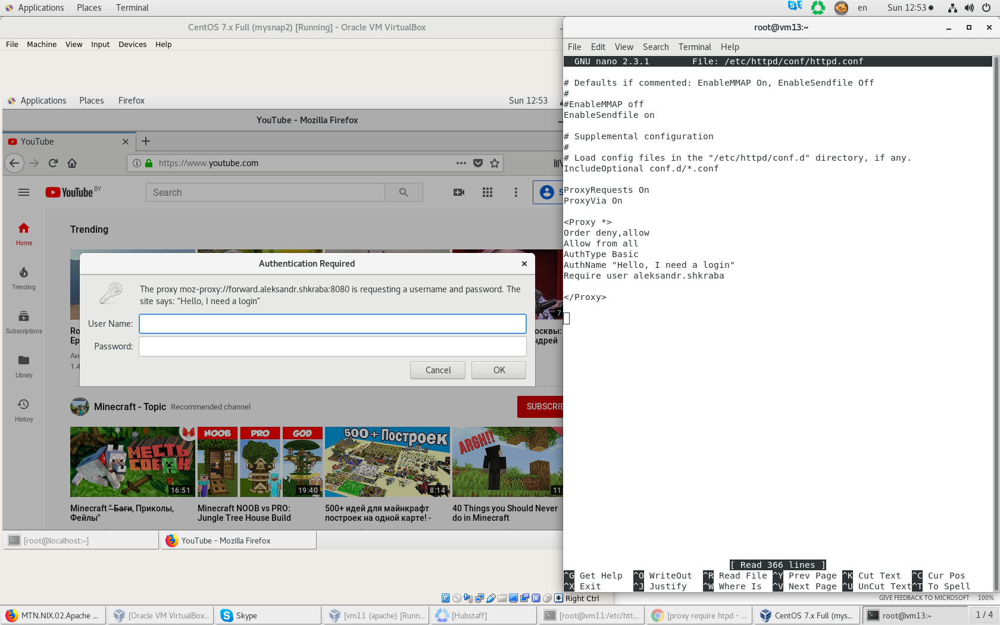 Applications Places Terminal en Sun 12:53
CentOS 7.x Full (mysnap2) [Running] - Oracle VM VirtualBox
File Machine View Input Devices Help
Applications Places Firefox Sun 12:53
YouTube - Mozilla Firefox
YouTube
https://www.youtube.com
YouTube BY
Search
S
Home
Trending
Subscriptions
Library
History
Trending
Authentication Required
The proxy moz-proxy://forward.aleksandr.shkraba:8080 is requesting a username and password. The
site says: “Hello, I need a login”
User Name:
Password:
Cancel OK
Ro
Ep
Ан
1.4
7
осквы:
ндрей
Minecraft - Topic Recommended channel
SUBSCRIBE
МЕСТЬ СОБАК
16:51
NOOB PRO GOD
19:40
500+ Построек
8:14
ARGH!!
11:
Minecraft " Баги, Приколы,
Фейлы"
Minecraft NOOB vs PRO:
Jungle Tree House Build
500+ идей для майнкрафт
построек на одной карте! -
40 Things you Should Never
do in Minecraft
[root@localhost:~]
YouTube - Mozilla Firefox
Right Ctrl
root@vm13:~
File Edit View Search Terminal Help
GNU nano 2.3.1 File: /etc/httpd/conf/httpd.conf
# Defaults if commented: EnableMMAP On, EnableSendfile Off
#
#EnableMMAP off
EnableSendfile on
# Supplemental configuration
#
# Load config files in the "/etc/httpd/conf.d" directory, if any.
IncludeOptional conf.d/*.conf
ProxyRequests On
ProxyVia On
<Proxy *>
Order deny,allow
Allow from all
AuthType Basic
AuthName "Hello, I need a login"
Require user aleksandr.shkraba
</Proxy>
[ Read 366 lines ]
^G Get Help ^O WriteOut ^R Read File ^Y Prev Page ^K Cut Text ^C Cur Pos
^X Exit ^J Justify ^W Where Is ^V Next Page ^U UnCut Text ^T To Spell
GIVE FEEDBACK TO MICROSOFT 100%
MTN.NIX.02.Apache ...
[Oracle VM VirtualBox...
Skype
[vm11 (apache) [Runn...
[Hubstaff]
[root@vm11:/etc/htt...
[proxy require htpd - ...
CentOS 7.x Full (mys...
root@vm13:~
1 / 4